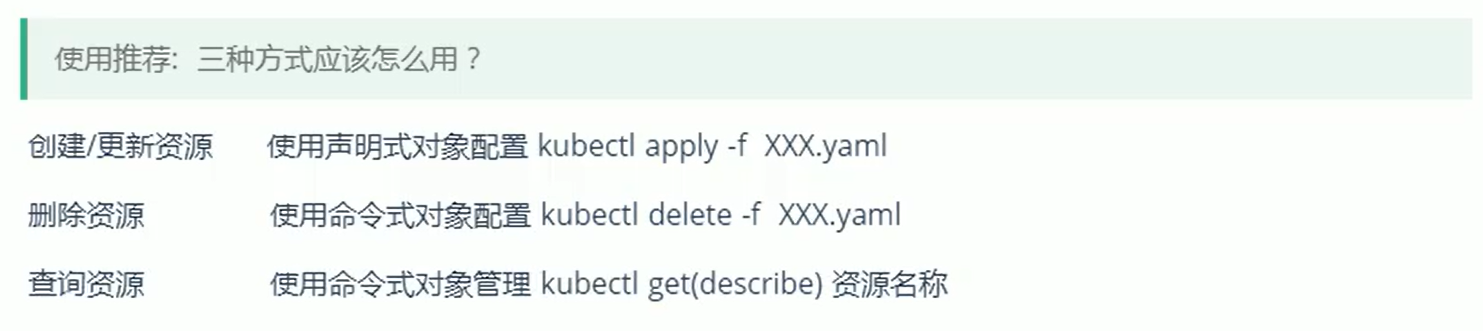 使用推荐: 三种方式应该怎么用？
创建/更新资源 使用声明式对象配置 kubectl apply -f XXX.yaml
删除资源 使用命令式对象配置 kubectl delete -f XXX.yaml
查询资源 使用命令式对象管理 kubectl get(describe) 资源名称